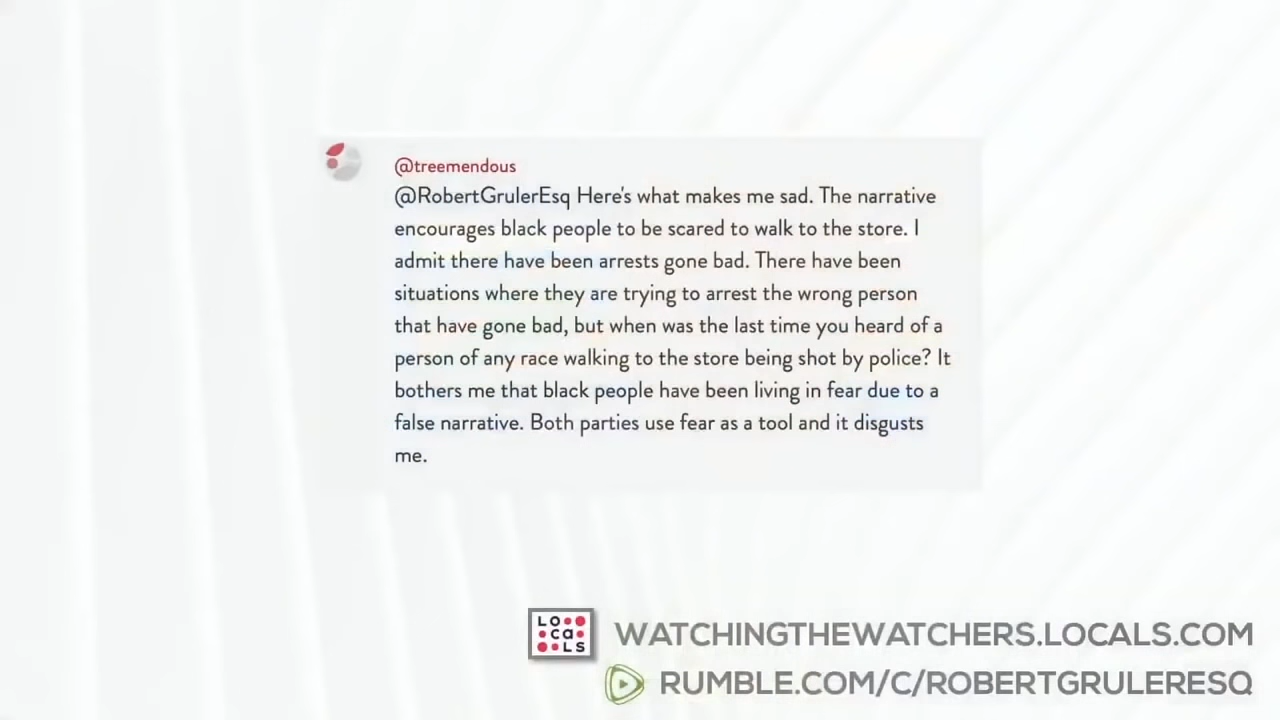 @treemendous
@RobertGrulerEsq Here's what makes me sad. The narrative
encourages black people to be scared to walk to the store. I
admit there have been arrests gone bad. There have been
situations where they are trying to arrest the wrong person
that have gone bad, but when was the last time you heard of a
person of any race walking to the store being shot by police? It
bothers me that black people have been living in fear due to a
false narrative. Both parties use fear as a tool and it disgusts
me.
LO
ca
LS
WATCHINGTHEWATCHERS.LOCALS.COM
RUMBLE.COM/C/ROBERTGRULERESQ